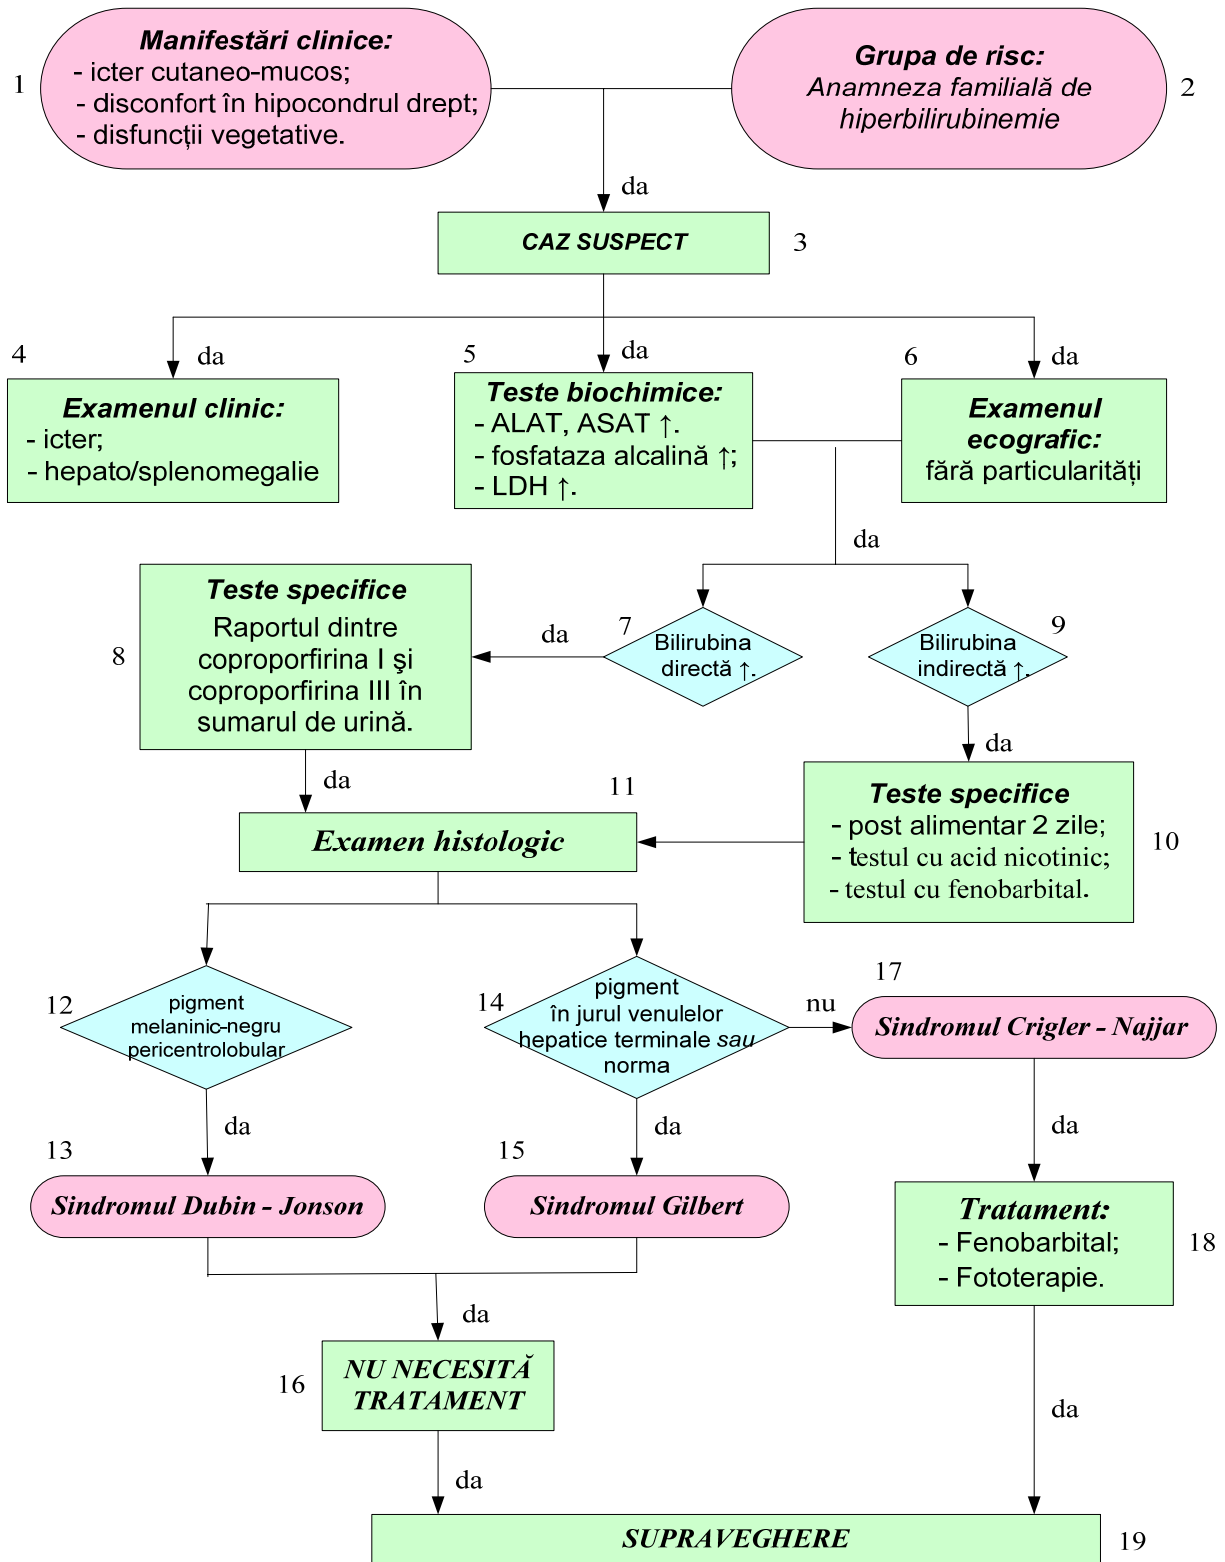 Manifestări clinice:
- icter cutaneo-mucos;
- disconfort în hipocondrul drept;
- disfuncții vegetative.
1
Grupa de risc:
Anamneza familială de
hiperbilirubinemie
2
da
CAZ SUSPECT
3
4
da
5
da
6
da
Examenul clinic:
- icter;
- hepato/splenomegalie
Teste biochimice:
- ALAT, ASAT ↑.
- fosfataza alcalină ↑;
- LDH ↑.
Examenul
ecografic:
fără particularități
da
Teste specifice
Raportul dintre
coproporfirina I şi
coproporfirina III în
sumarul de urină.
8
da
7
Bilirubina
directă ↑.
9
Bilirubina
indirectă ↑.
da
da
11
Examen histologic
Teste specifice
- post alimentar 2 zile;
- testul cu acid nicotinic;
- testul cu fenobarbital.
10
12
pigment
melaninic-negru
pericentrolobular
14
pigment
în jurul venulelor
hepatice terminale sau
norma
nu
17
Sindromul Crigler - Najjar
da
da
da
13
Sindromul Dubin - Jonson
15
Sindromul Gilbert
Tratament:
- Fenobarbital;
- Fototerapie.
18
da
16
NU NECESITĂ
TRATAMENT
da
da
SUPRAVEGHERE
19